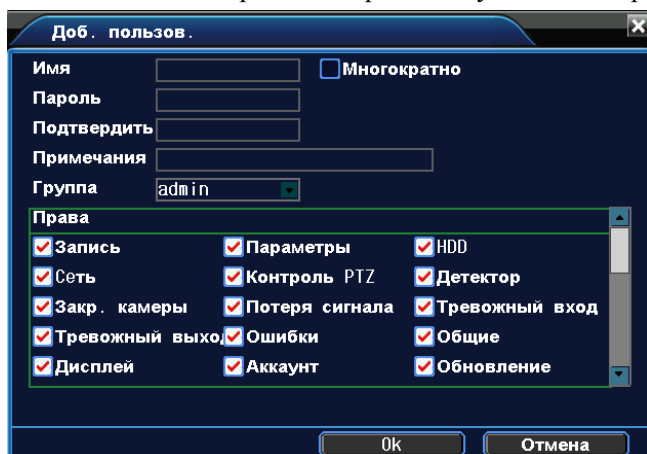 Доб. пользов.
Имя Многократно
Пароль
Подтвердить
Примечания
Группа admin
Права
Запись Параметры HDD
Сеть Контроль PTZ Детектор
Закр. камеры Потеря сигнала Тревожный вход
Тревожный выхо Ошибки Общие
Дисплей Аккаунт Обновление
Ok Отмена